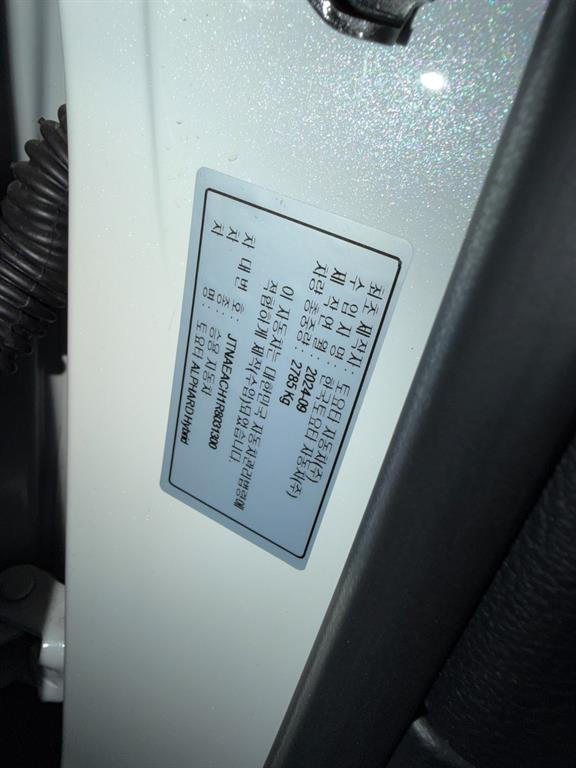 최초 제작자 : 토요타 자동차(주)
수 입 자 명 : 한국토요타 자동차(주)
제 작 연 월 : 2024-09
차량 총중량 : 2785 kg
이 자동차는 대한민국 자동차관리법령에
적합하게 제작(수입)되었습니다.
차 대 번 호 : JTNAEACH1R8031300
차 종 : 승용 자동차
차 명 : 토요타 ALPHARD Hybrid